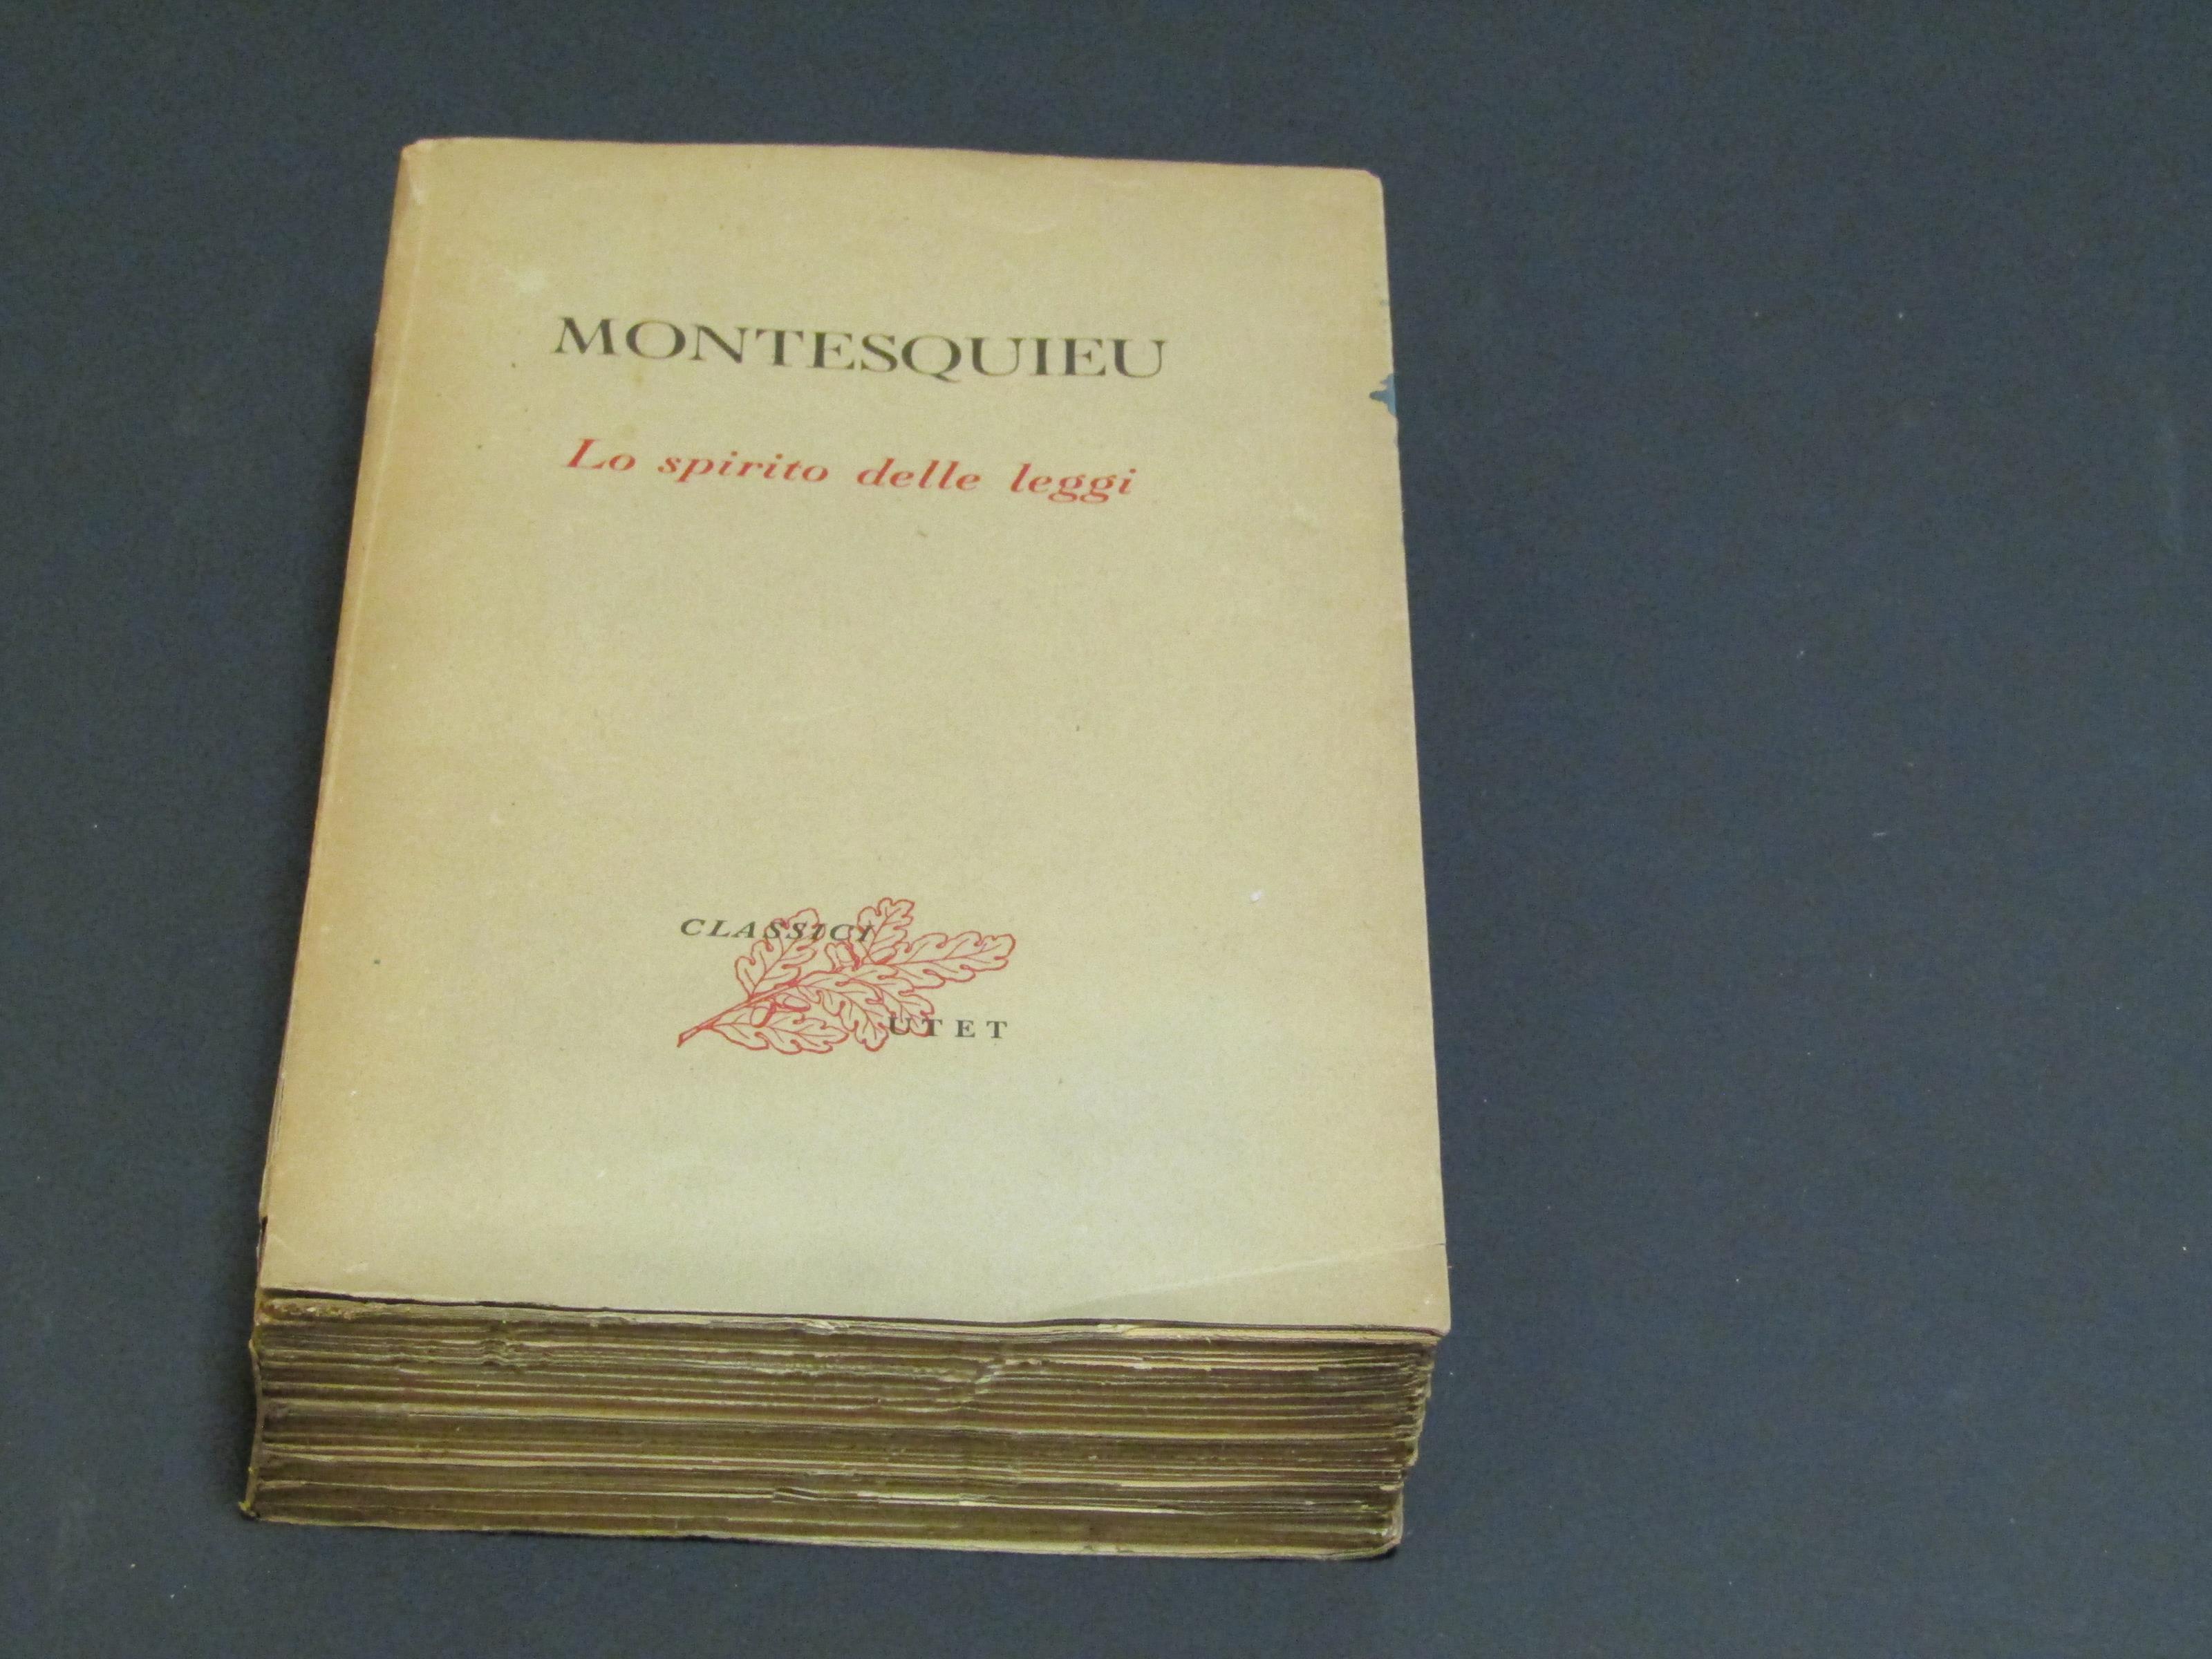 MONTESQUIEU
Lo spirito delle leggi
CLASSICI
UTET